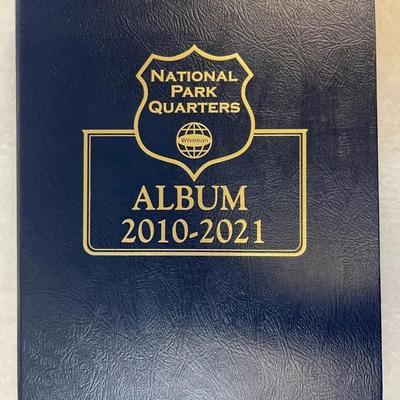 NATIONAL
PARK
QUARTERS
Whitman
ALBUM
2010-2021